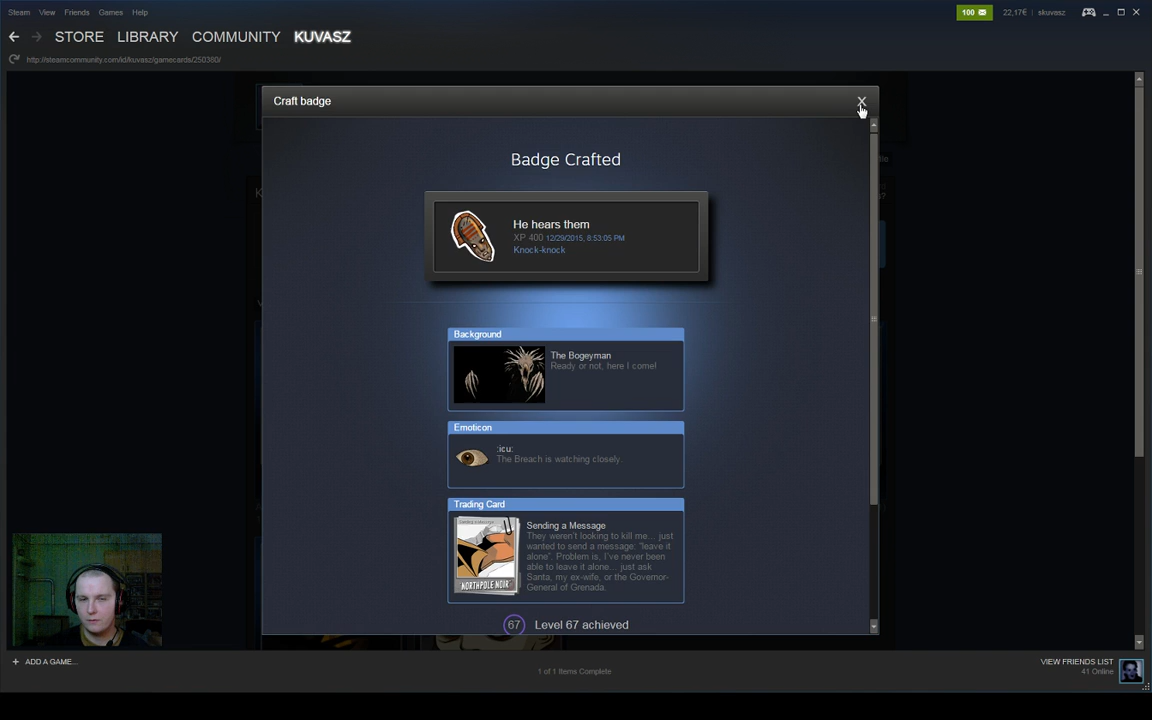 Steam View Friends Games Help
100
22,17€ | skuvasz
STORE LIBRARY COMMUNITY KUVASZ
http://steamcommunity.com/id/kuvasz/gamecards/250380/
Craft badge
X
Badge Crafted
He hears them
XP 400 12/29/2015, 8:53:05 PM
Knock-knock
Background
The Bogeyman
Ready or not, here I come!
Emoticon
:icu:
The Breach is watching closely.
Trading Card
Sending a Message
They weren't looking to kill me... just
wanted to send a message: "leave it
alone". Problem is, I've never been
able to leave it alone... just ask
Santa, my ex-wife, or the Governor-
General of Grenada.
NORTHPOLE NOIR
67 Level 67 achieved
+ ADD A GAME...
1 of 1 Items Complete
VIEW FRIENDS LIST
41 Online